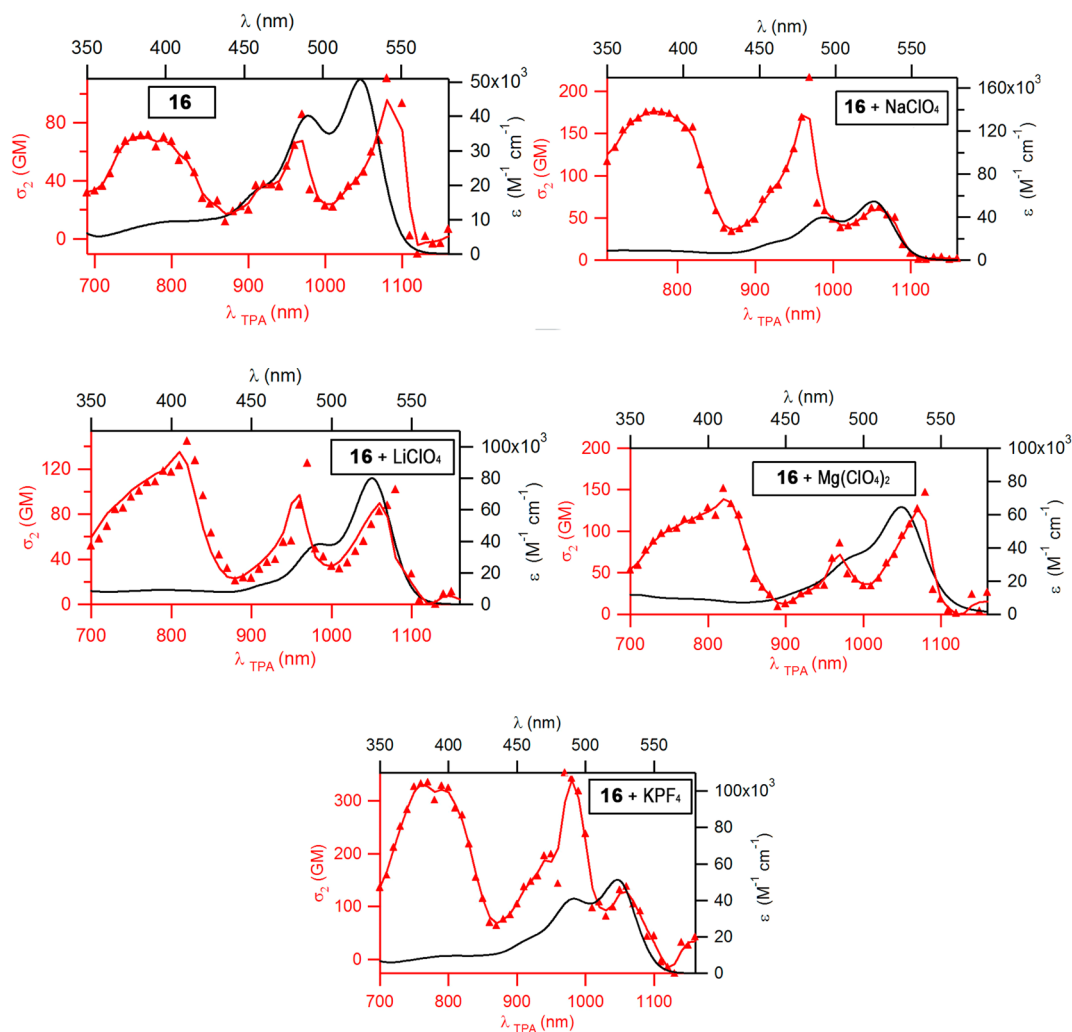 λ (nm)
350 400 450 500 550
16
80
40
0
σ₂ (GM)
50x10³
40
30
20
10
0
ε (M⁻¹ cm⁻¹)
700 800 900 1000 1100
λ TPA (nm)
λ (nm)
350 400 450 500 550
16 + NaClO₄
200
150
100
50
0
σ₂ (GM)
160x10³
120
80
40
0
ε (M⁻¹ cm⁻¹)
800 900 1000 1100
λ TPA (nm)
λ (nm)
350 400 450 500 550
16 + LiClO₄
120
80
40
0
σ₂ (GM)
100x10³
80
60
40
20
0
ε (M⁻¹ cm⁻¹)
700 800 900 1000 1100
λ TPA (nm)
λ (nm)
350 400 450 500 550
16 + Mg(ClO₄)₂
200
150
100
50
0
σ₂ (GM)
100x10³
80
60
40
20
0
ε (M⁻¹ cm⁻¹)
700 800 900 1000 1100
λ TPA (nm)
λ (nm)
350 400 450 500 550
16 + KPF₄
300
200
100
0
σ₂ (GM)
100x10³
80
60
40
20
0
ε (M⁻¹ cm⁻¹)
700 800 900 1000 1100
λ TPA (nm)